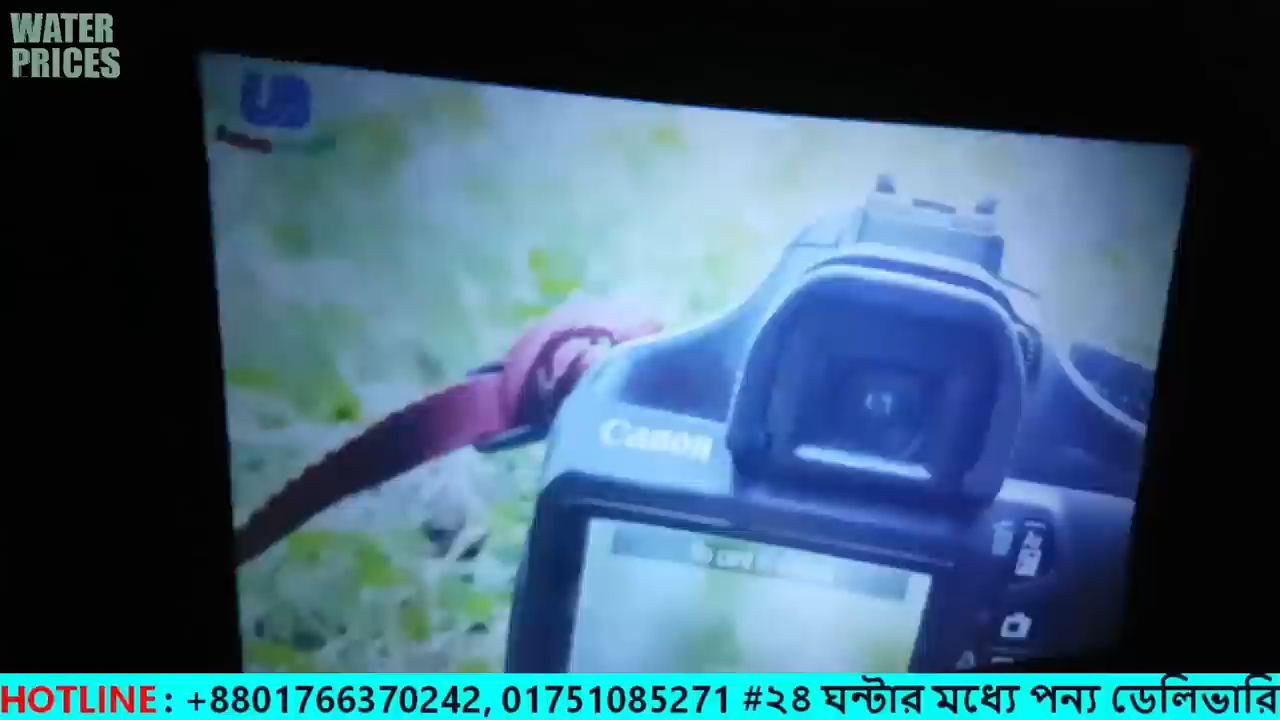 WATER
PRICES
Canon
HOTLINE : +8801766370242, 01751085271 #২৪ ঘন্টার মধ্যে পন্য ডেলিভারি